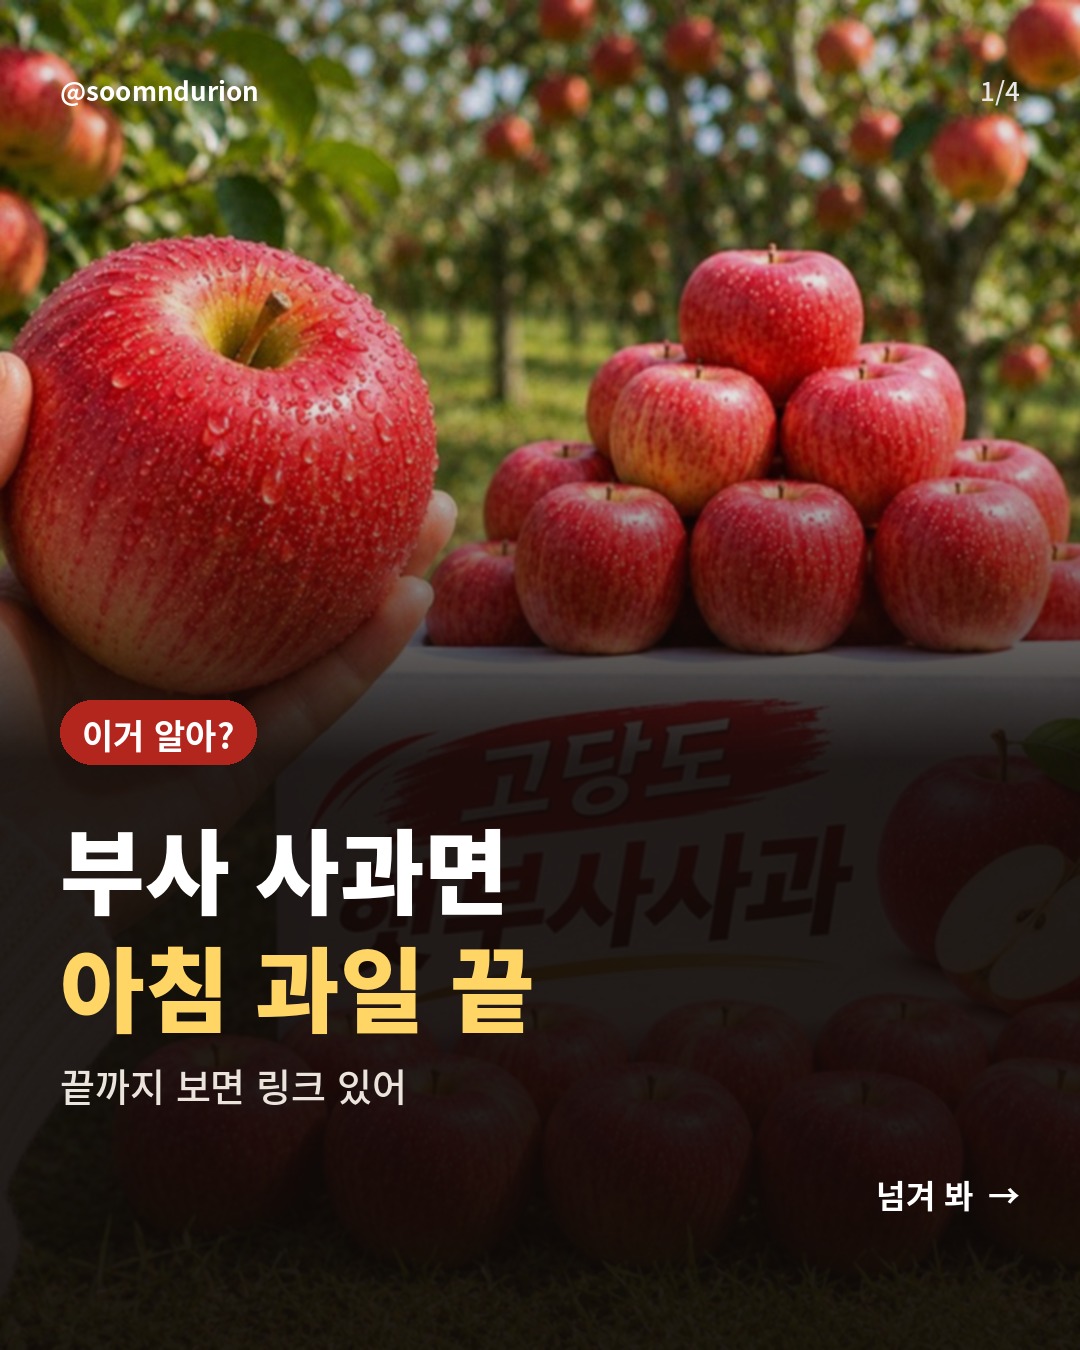 @soomndurion
1/4
이거 알아?
고당도
햇부사사과
부사 사과면
아침 과일 끝
끝까지 보면 링크 있어
넘겨 봐 →